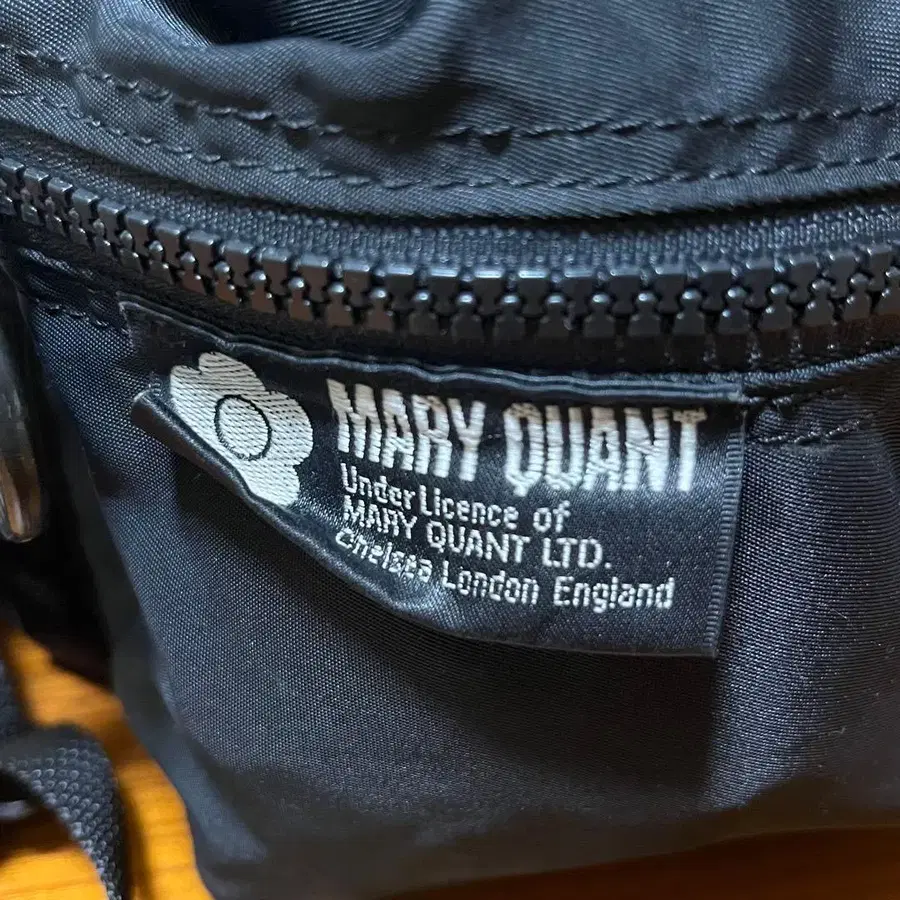 MARY QUANT
Under Licence of
MARY QUANT LTD.
Chelsea London England